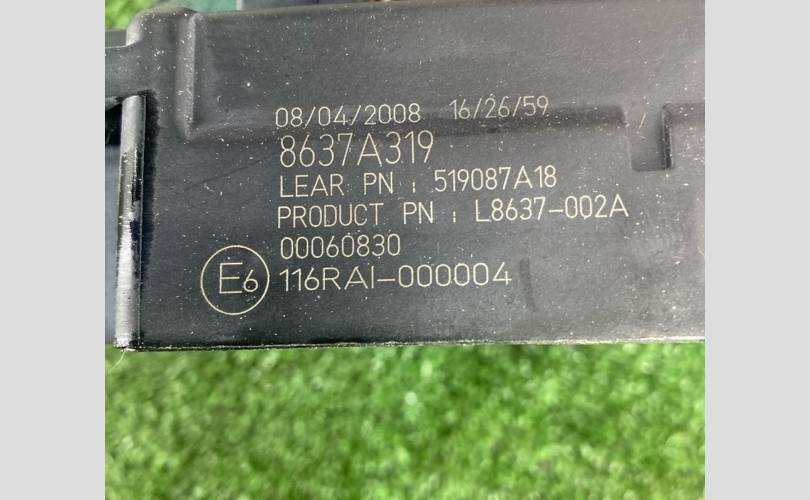 08/04/2008 16/26/59
8637A319
LEAR PN : 519087A18
PRODUCT PN : L8637-002A
00060830
E6 116RAI-000004